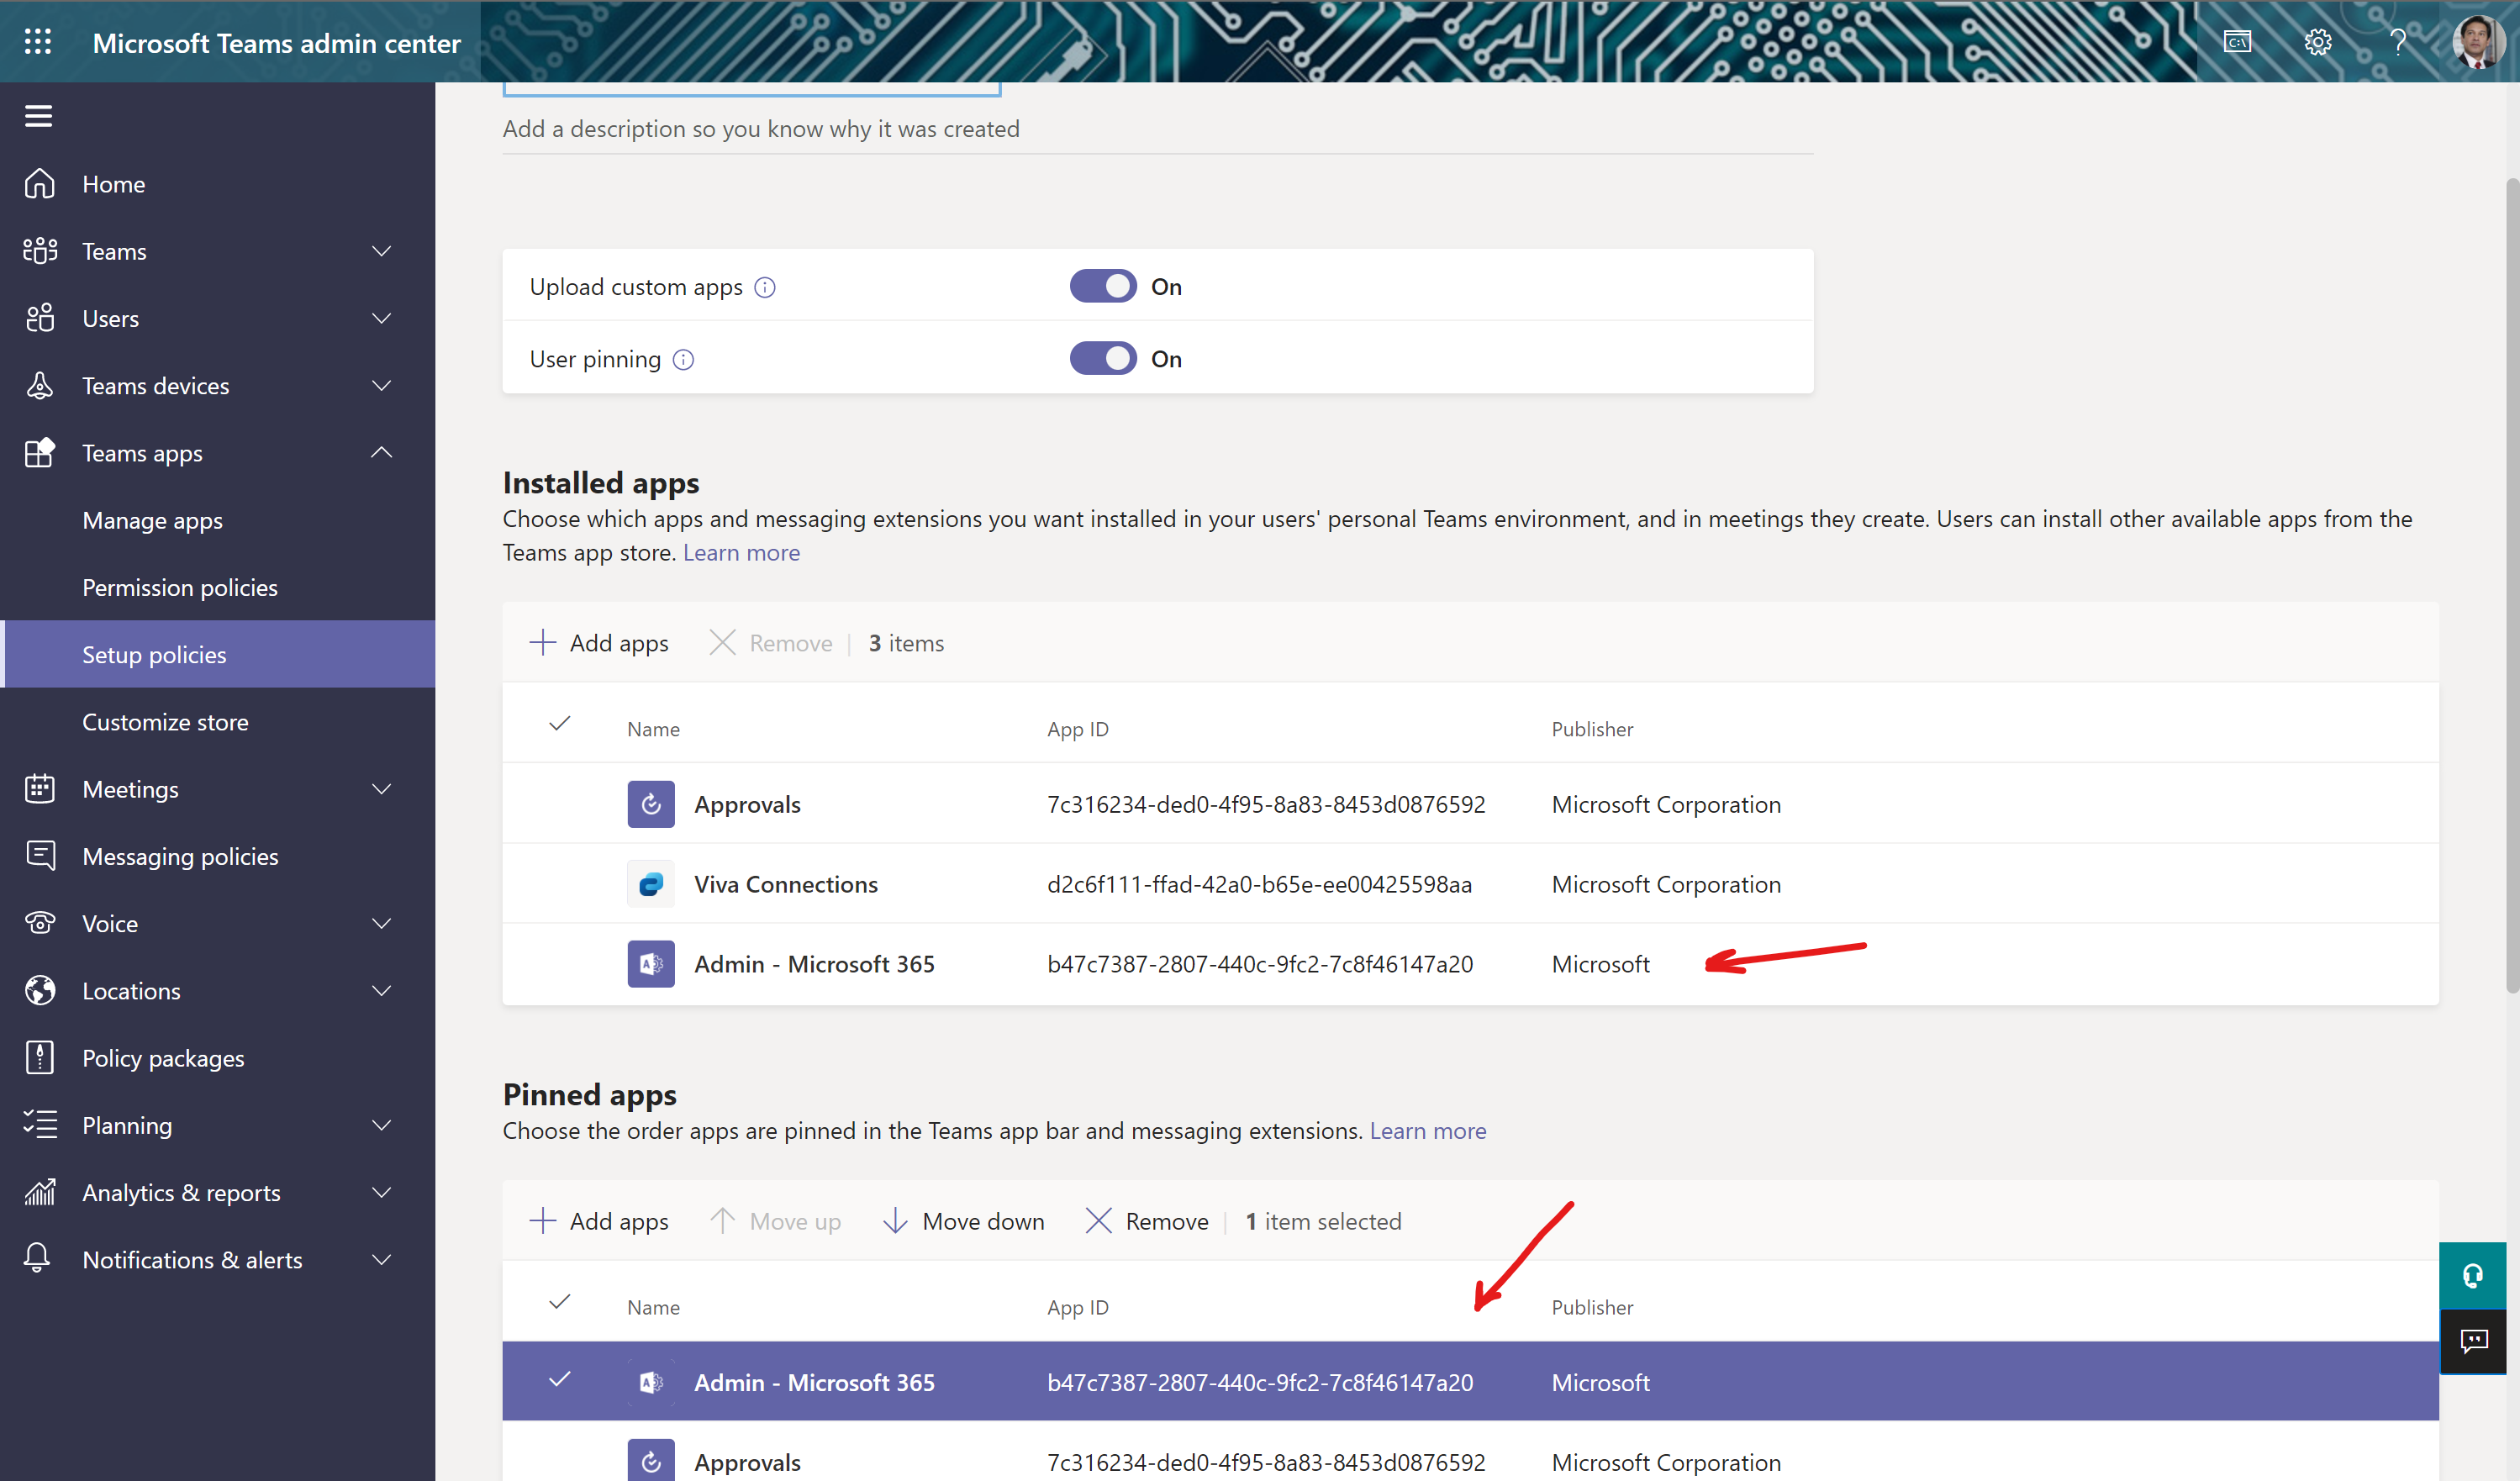 Microsoft Teams admin center
C:\
?
Home
Teams
Users
Teams devices
Teams apps
Manage apps
Permission policies
Setup policies
Customize store
Meetings
Messaging policies
Voice
Locations
Policy packages
Planning
Analytics & reports
Notifications & alerts
Add a description so you know why it was created
Upload custom apps On
User pinning On
Installed apps
Choose which apps and messaging extensions you want installed in your users' personal Teams environment, and in meetings they create. Users can install other available apps from the
Teams app store. Learn more
Add apps Remove | 3 items
Name App ID Publisher
Approvals 7c316234-ded0-4f95-8a83-8453d0876592 Microsoft Corporation
Viva Connections d2c6f111-ffad-42a0-b65e-ee00425598aa Microsoft Corporation
Admin - Microsoft 365 b47c7387-2807-440c-9fc2-7c8f46147a20 Microsoft
Pinned apps
Choose the order apps are pinned in the Teams app bar and messaging extensions. Learn more
Add apps Move up Move down Remove | 1 item selected
Name App ID Publisher
Admin - Microsoft 365 b47c7387-2807-440c-9fc2-7c8f46147a20 Microsoft
Approvals 7c316234-ded0-4f95-8a83-8453d0876592 Microsoft Corporation